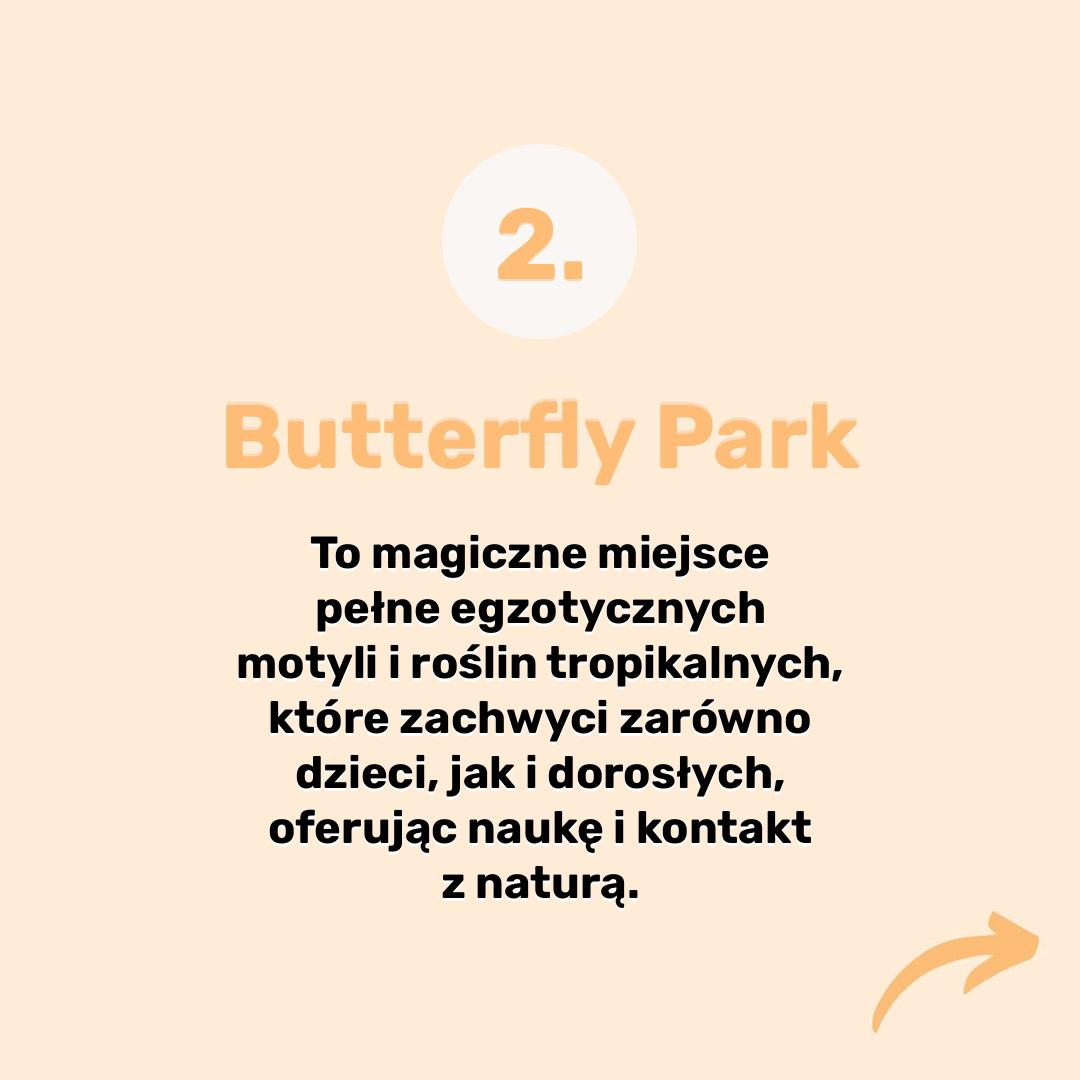 2.
Butterfly Park
To magiczne miejsce
pełne egzotycznych
motyli i roślin tropikalnych,
które zachwyci zarówno
dzieci, jak i dorosłych,
oferując naukę i kontakt
z naturą.